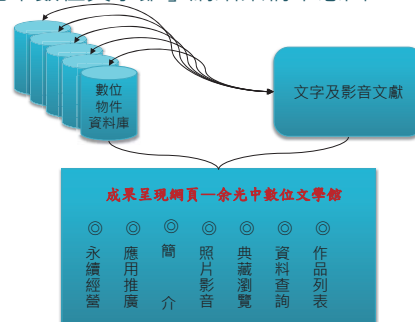 數位
物件
資料庫
文字及影音文獻
成果呈現網頁—余光中數位文學館
◎ ◎ ◎ ◎ ◎ ◎ ◎
永續經營
應用推廣
簡介
照片影音
典藏瀏覽
資料查詢
作品列表